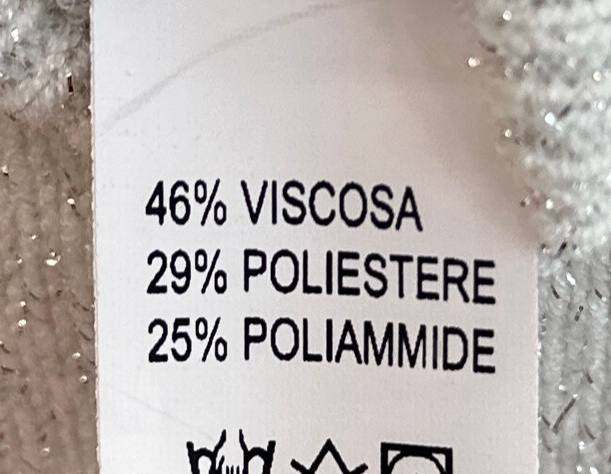 46% VISCOSA
29% POLIESTERE
25% POLIAMMIDE